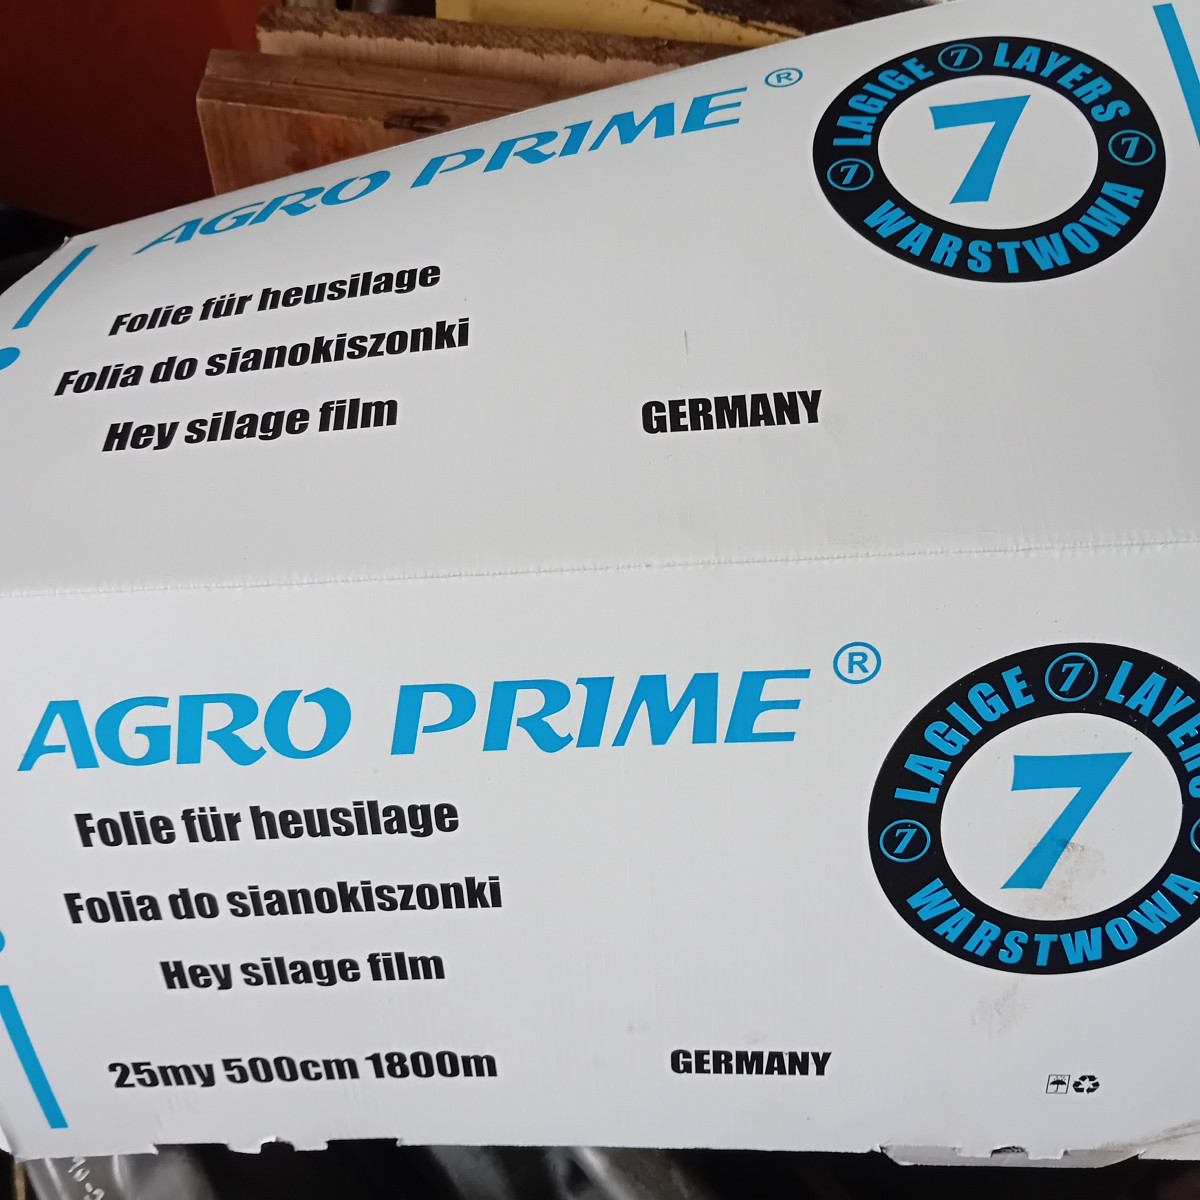 AGRO PRIME ®
LAGIGE 7 LAYERS 7 WARSTWOWA 7
7
Folie für heusilage
Folia do sianokiszonki
Hey silage film
GERMANY
AGRO PRIME ®
LAGIGE 7 LAYERS 7 WARSTWOWA 7
7
Folie für heusilage
Folia do sianokiszonki
Hey silage film
25my 500cm 1800m
GERMANY